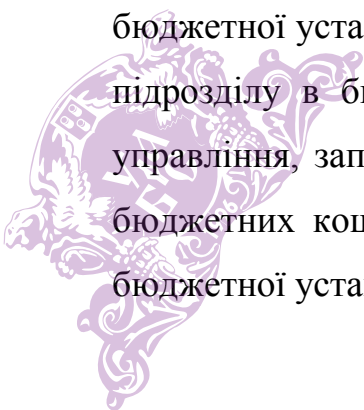 бюджетної уста
підрозділу в б
управління, зап
бюджетних кош
бюджетної уста